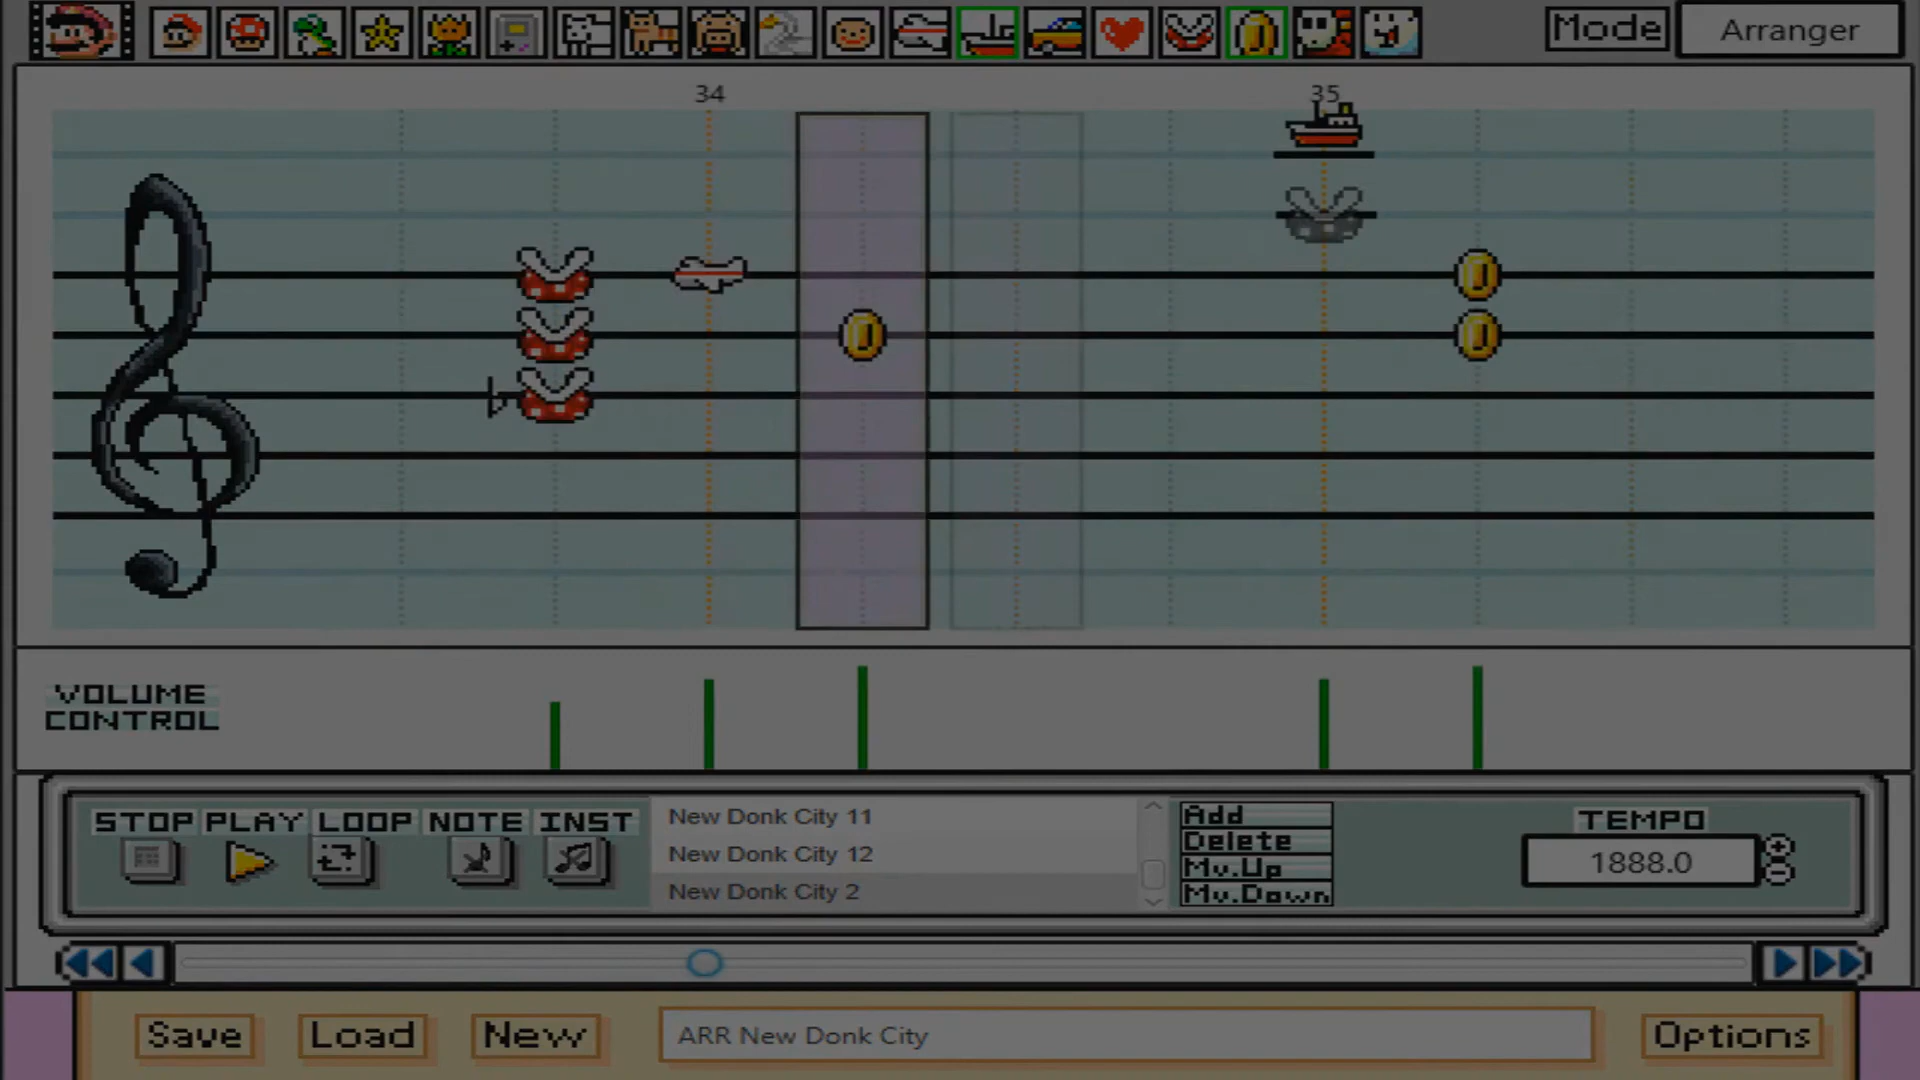 Mode
Arranger
34
35
VOLUME
CONTROL
STOP PLAY LOOP NOTE INST
New Donk City 11
New Donk City 12
New Donk City 2
Add
Delete
Mv.Up
Mv.Down
TEMPO
1888.0
Save
Load
New
ARR New Donk City
Options